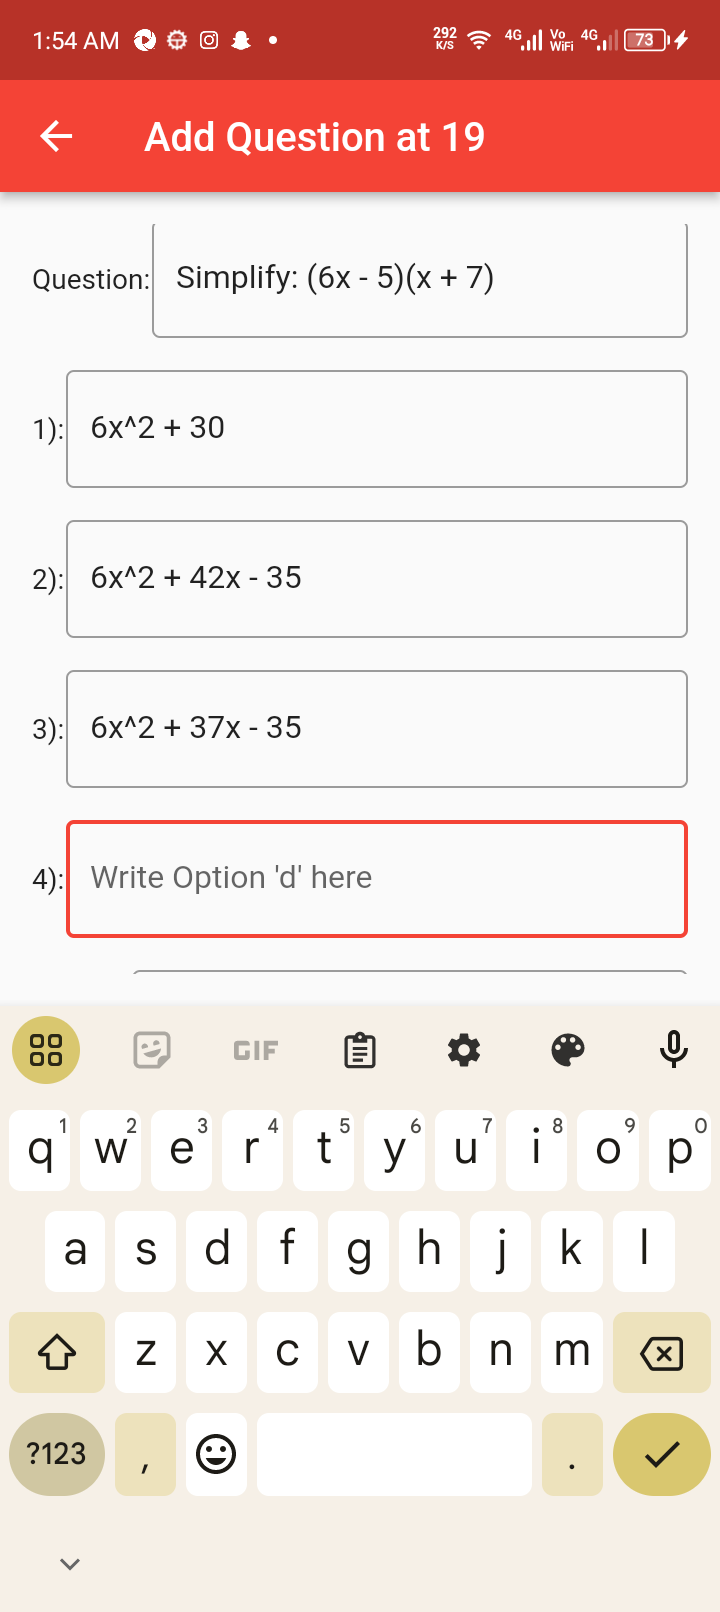 1:54 AM 292 K/S 4G Vo WiFi 4G 73
Add Question at 19
Question: Simplify: (6x - 5)(x + 7)
1): 6x^2 + 30
2): 6x^2 + 42x - 35
3): 6x^2 + 37x - 35
4): Write Option 'd' here
GIF
q1 w2 e3 r4 t5 y6 u7 i8 o9 p0
a s d f g h j k l
z x c v b n m
?123 , .